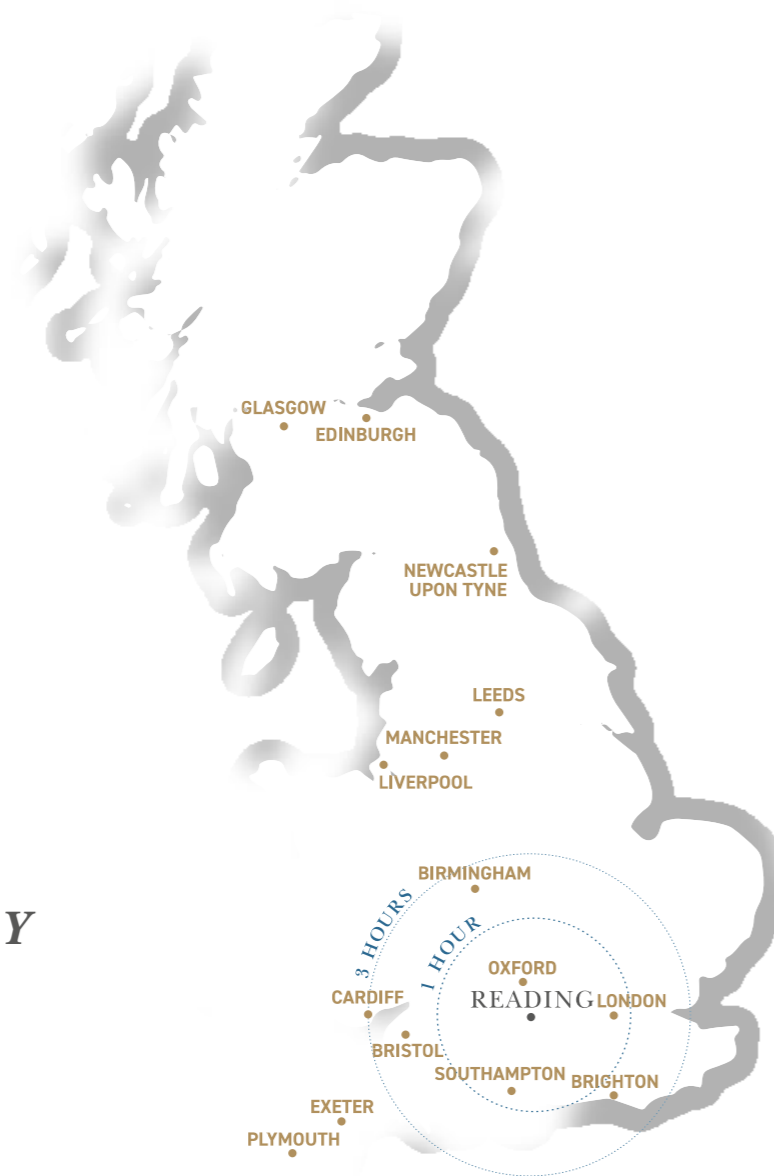 GLASGOW
EDINBURGH
NEWCASTLE
UPON TYNE
LEEDS
MANCHESTER
LIVERPOOL
BIRMINGHAM
3 HOURS
1 HOUR
Y
OXFORD
CARDIFF
READING
LONDON
BRISTOL
SOUTHAMPTON
BRIGHTON
EXETER
PLYMOUTH